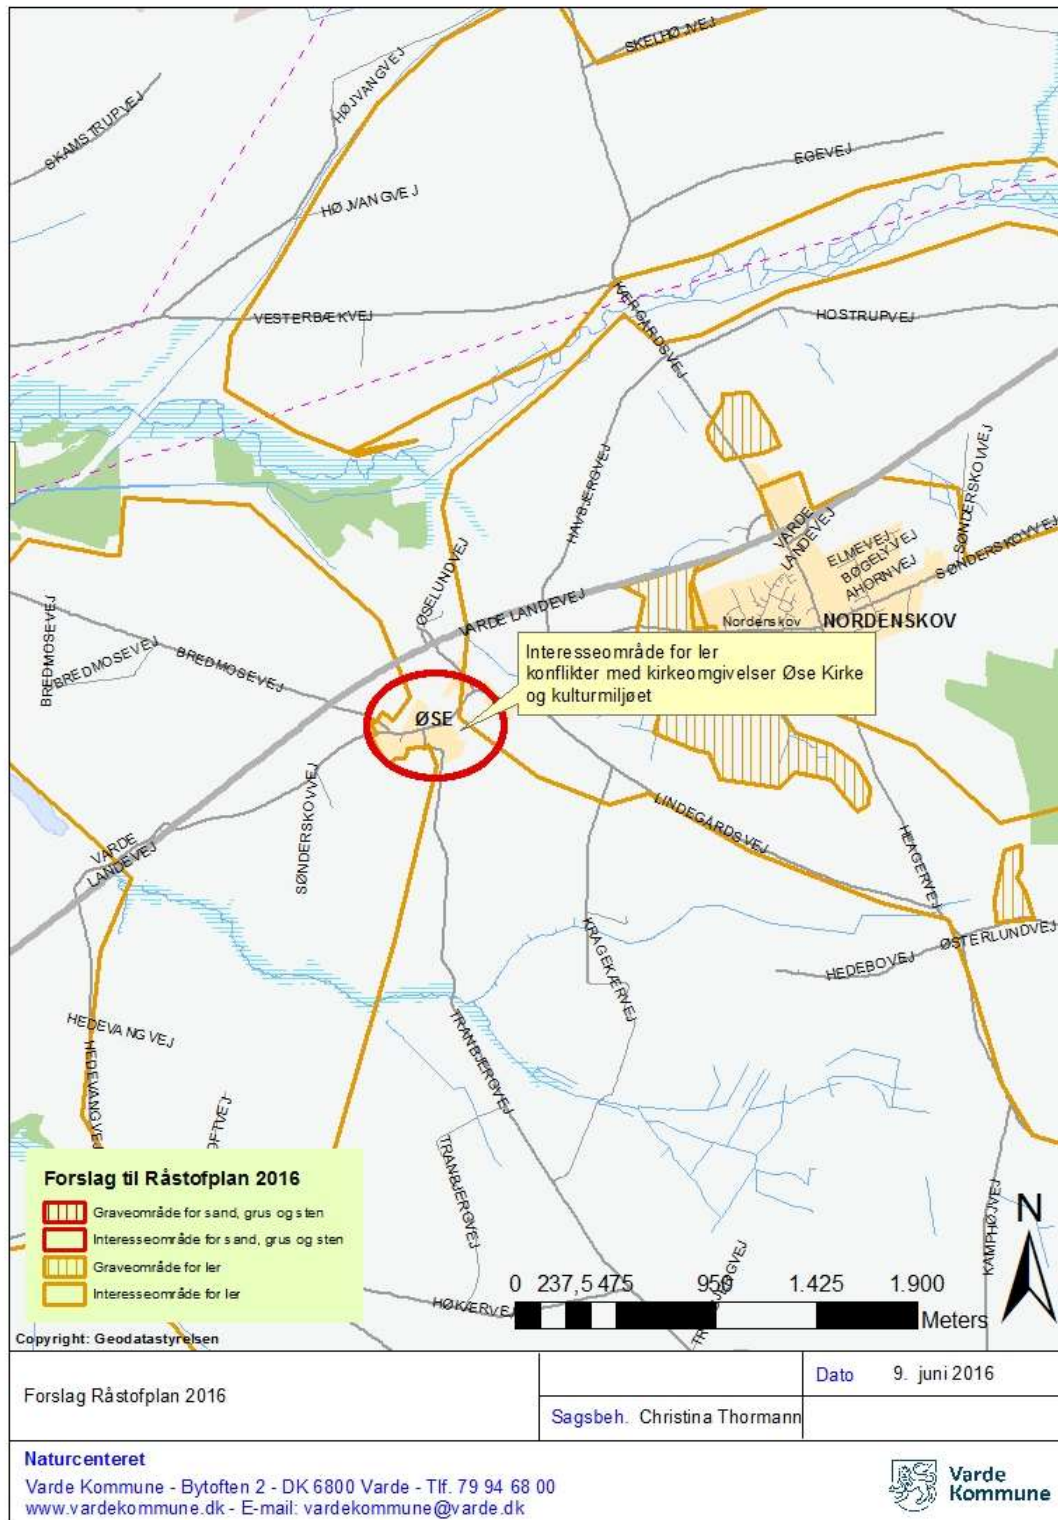 SKELHØJVEJ
HØJVANGVEJ
SKAMSTRUPVEJ
EGEVEJ
HØJVANGVEJ
VESTERBÆKVEJ
KÆRGÅRDSVEJ
HOSTRUPVEJ
HAVBJERGVEJ
SØNDERSKOVVEJ
VARDE
LANDEVEJ
ELMEVEJ
BØGELYVEJ
AHORNVEJ
SØNDERSKOVVEJ
ØSELUNDVEJ
VARDE LANDEVEJ
Nordenskov
NORDENSKOV
BREDMOSEVEJ
BREDMOSEVEJ
BREDMOSEVEJ
Interesseområde for ler
konflikter med kirkeomgivelser Øse Kirke
og kulturmiljøet
ØSE
SØNDERSKOVVEJ
VARDE
LANDEVEJ
LINDEGÅRDSVEJ
HEAGERVEJ
KRAGEKÆRVEJ
HEDEBOVEJ
ØSTERLUNDVEJ
HEDEVANGVEJ
HEDEVANGVEJ
TRANBJERGVEJ
TRANBJERGVEJ
KAMPHØJVEJ
HØKÆRVEJ
Forslag til Råstofplan 2016
Graveområde for sand, grus og sten
Interesseområde for sand, grus og sten
Graveområde for ler
Interesseområde for ler
N
0 237,5 475 950 1.425 1.900
Meters
Copyright: Geodatastyrelsen
Forslag Råstofplan 2016
Dato 9. juni 2016
Sagsbeh. Christina Thormann
Naturcenteret
Varde Kommune - Bytoften 2 - DK 6800 Varde - Tlf. 79 94 68 00
www.vardekommune.dk - E-mail: vardekommune@varde.dk
Varde
Kommune